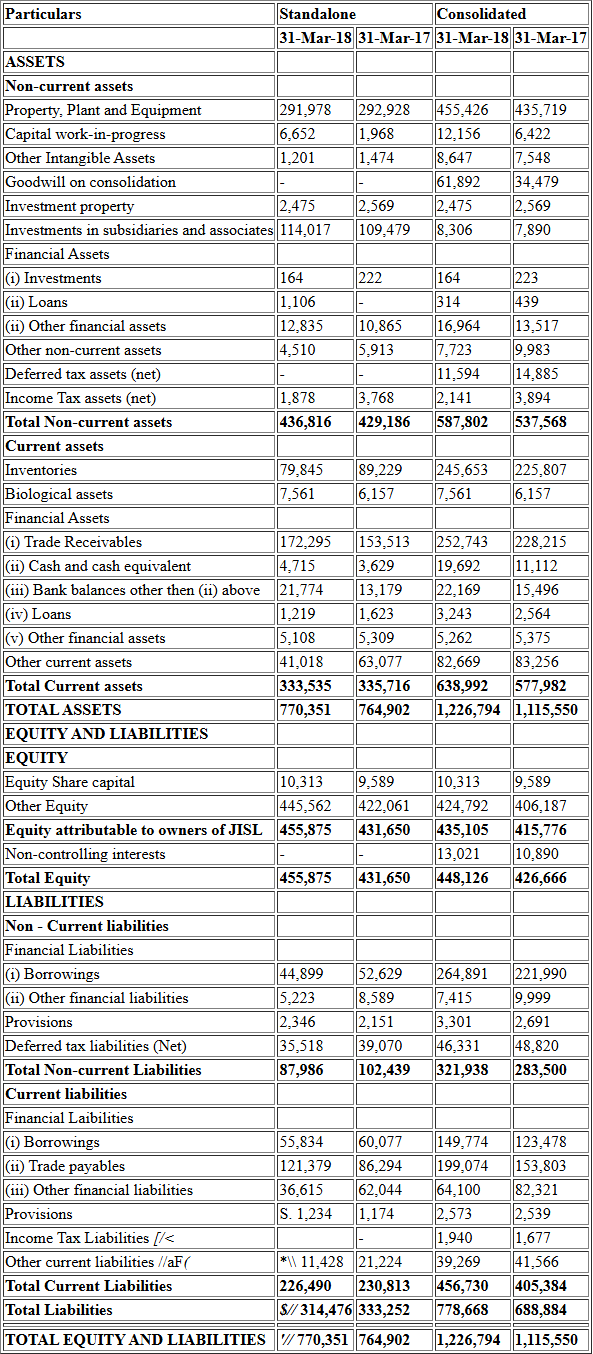 Particulars Standalone Consolidated
31-Mar-18 31-Mar-17 31-Mar-18 31-Mar-17
ASSETS
Non-current assets
Property, Plant and Equipment 291,978 292,928 455,426 435,719
Capital work-in-progress 6,652 1,968 12,156 6,422
Other Intangible Assets 1,201 1,474 8,647 7,548
Goodwill on consolidation - - 61,892 34,479
Investment property 2,475 2,569 2,475 2,569
Investments in subsidiaries and associates 114,017 109,479 8,306 7,890
Financial Assets
(i) Investments 164 222 164 223
(ii) Loans 1,106 - 314 439
(ii) Other financial assets 12,835 10,865 16,964 13,517
Other non-current assets 4,510 5,913 7,723 9,983
Deferred tax assets (net) - - 11,594 14,885
Income Tax assets (net) 1,878 3,768 2,141 3,894
Total Non-current assets 436,816 429,186 587,802 537,568
Current assets
Inventories 79,845 89,229 245,653 225,807
Biological assets 7,561 6,157 7,561 6,157
Financial Assets
(i) Trade Receivables 172,295 153,513 252,743 228,215
(ii) Cash and cash equivalent 4,715 3,629 19,692 11,112
(iii) Bank balances other then (ii) above 21,774 13,179 22,169 15,496
(iv) Loans 1,219 1,623 3,243 2,564
(v) Other financial assets 5,108 5,309 5,262 5,375
Other current assets 41,018 63,077 82,669 83,256
Total Current assets 333,535 335,716 638,992 577,982
TOTAL ASSETS 770,351 764,902 1,226,794 1,115,550
EQUITY AND LIABILITIES
EQUITY
Equity Share capital 10,313 9,589 10,313 9,589
Other Equity 445,562 422,061 424,792 406,187
Equity attributable to owners of JISL 455,875 431,650 435,105 415,776
Non-controlling interests - - 13,021 10,890
Total Equity 455,875 431,650 448,126 426,666
LIABILITIES
Non - Current liabilities
Financial Liabilities
(i) Borrowings 44,899 52,629 264,891 221,990
(ii) Other financial liabilities 5,223 8,589 7,415 9,999
Provisions 2,346 2,151 3,301 2,691
Deferred tax liabilities (Net) 35,518 39,070 46,331 48,820
Total Non-current Liabilities 87,986 102,439 321,938 283,500
Current liabilities
Financial Laibilities
(i) Borrowings 55,834 60,077 149,774 123,478
(ii) Trade payables 121,379 86,294 199,074 153,803
(iii) Other financial liabilities 36,615 62,044 64,100 82,321
Provisions S. 1,234 1,174 2,573 2,539
Income Tax Liabilities [/< - 1,940 1,677
Other current liabilities //aF( *\\ 11,428 21,224 39,269 41,566
Total Current Liabilities 226,490 230,813 456,730 405,384
Total Liabilities $// 314,476 333,252 778,668 688,884
TOTAL EQUITY AND LIABILITIES '// 770,351 764,902 1,226,794 1,115,550